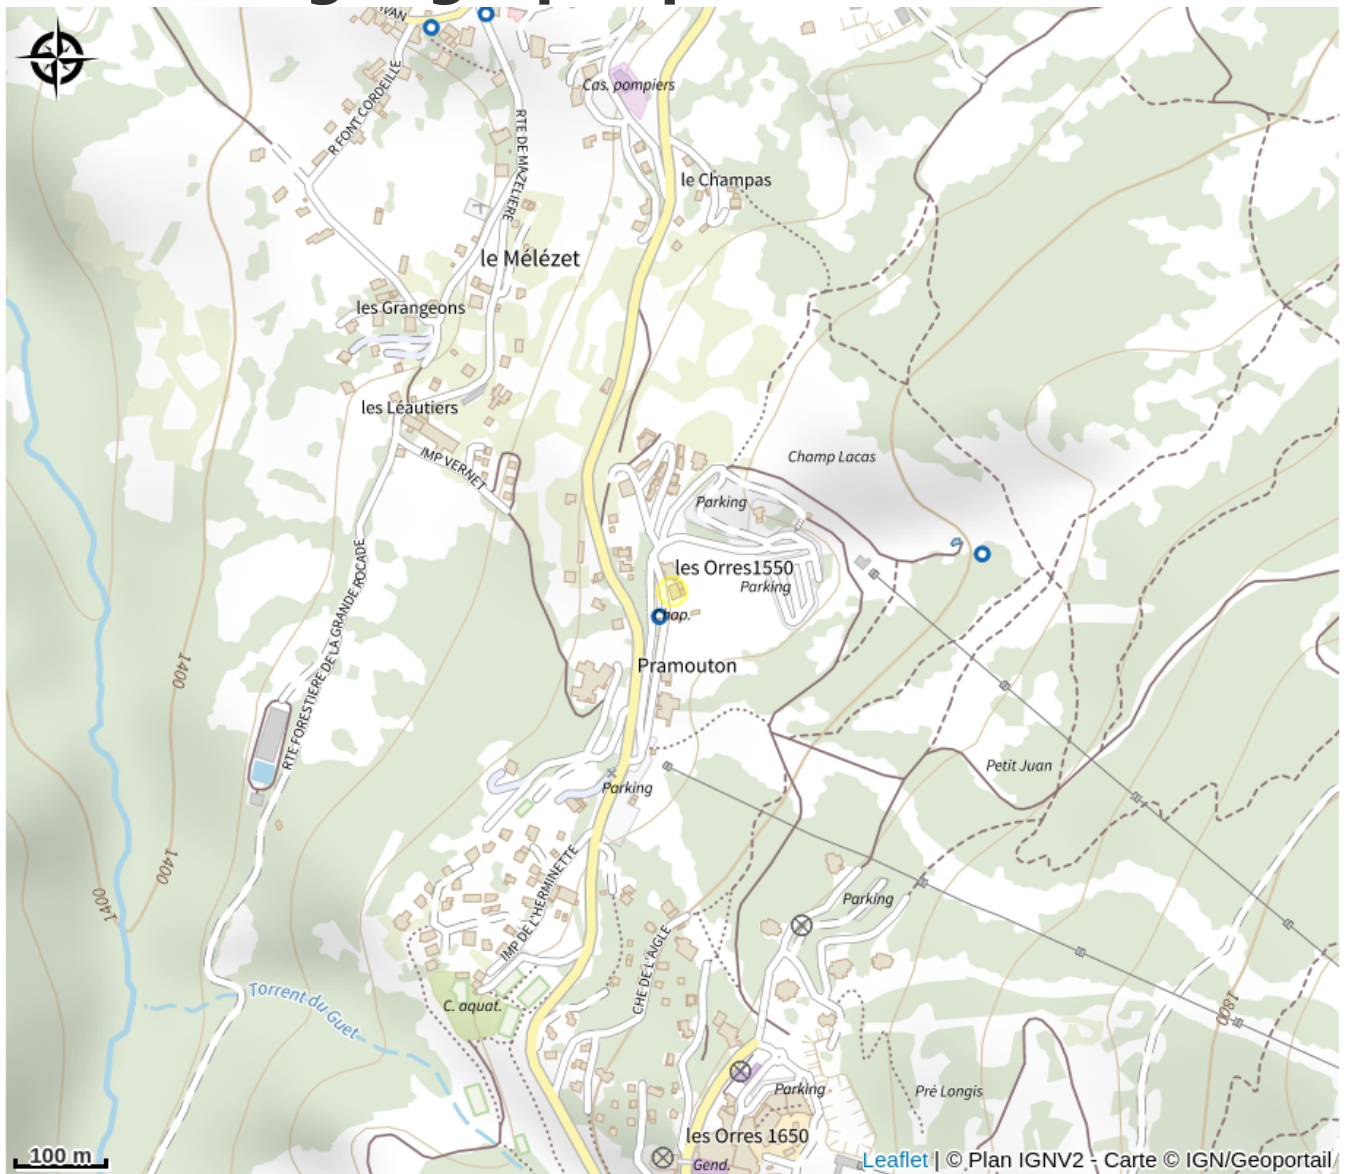 Cas. pompiers
R FONT CORDEILLE
RTE DE MAZELIERE
le Champas
le Mélézet
les Grangeons
les Léautiers
IMP VERNET
Champ Lacas
Parking
les Orres1550
Parking
Chap.
Pramouton
RTE FORESTIERE DE LA GRANDE ROCADE
1400
Petit Juan
Parking
1400
1400
IMP DE L'HERMINETTE
Parking
CHE DE L'AIGLE
C. aquat.
Torrent du Guet
1800
Pré Longis
Parking
les Orres 1650
Gend.
100 m
Leaflet | © Plan IGNV2 - Carte © IGN/Geoportail